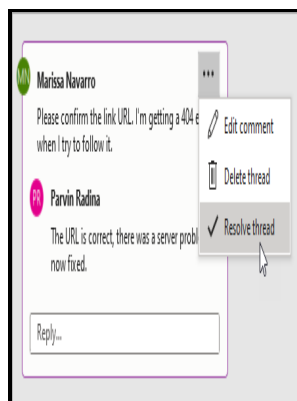 MN Marissa Navarro
Please confirm the link URL. I'm getting a 404 e
when I try to follow it.
PR Parvin Radina
The URL is correct, there was a server probl
now fixed.
Reply...
Edit comment
Delete thread
Resolve thread